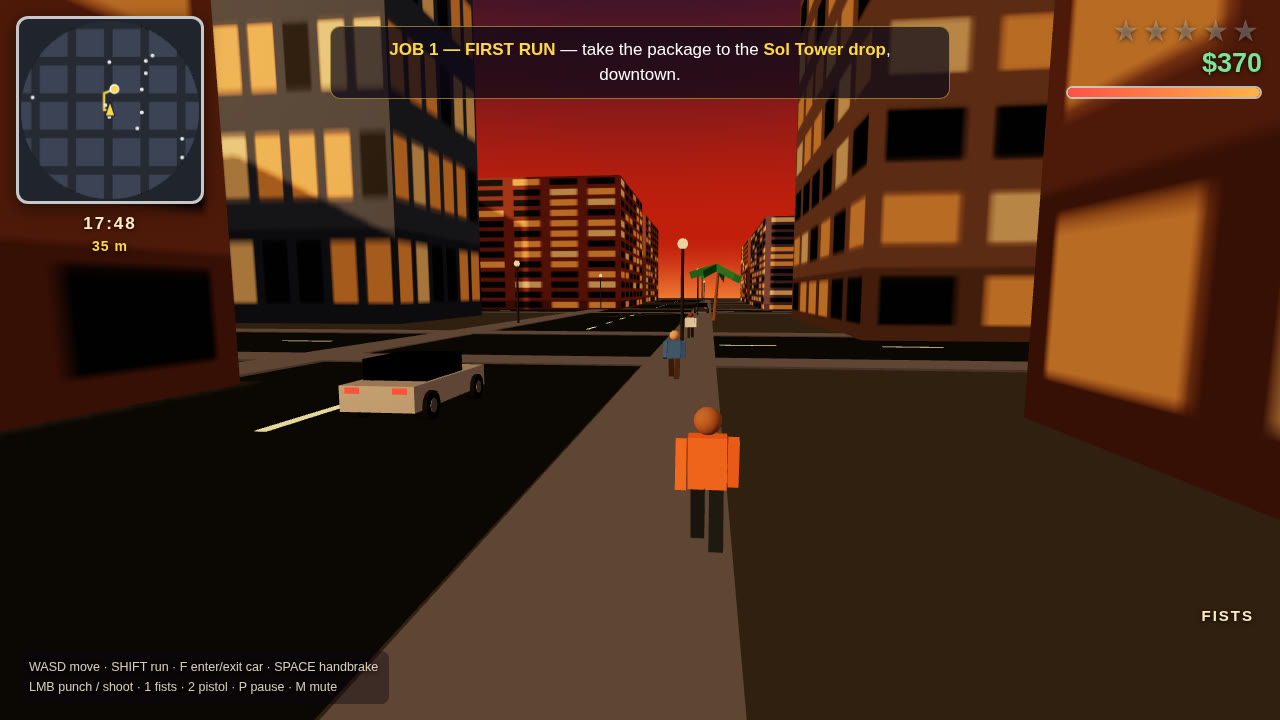 JOB 1 — FIRST RUN — take the package to the Sol Tower drop,
downtown.
$370
17:48
35 m
FISTS
WASD move · SHIFT run · F enter/exit car · SPACE handbrake
LMB punch / shoot · 1 fists · 2 pistol · P pause · M mute